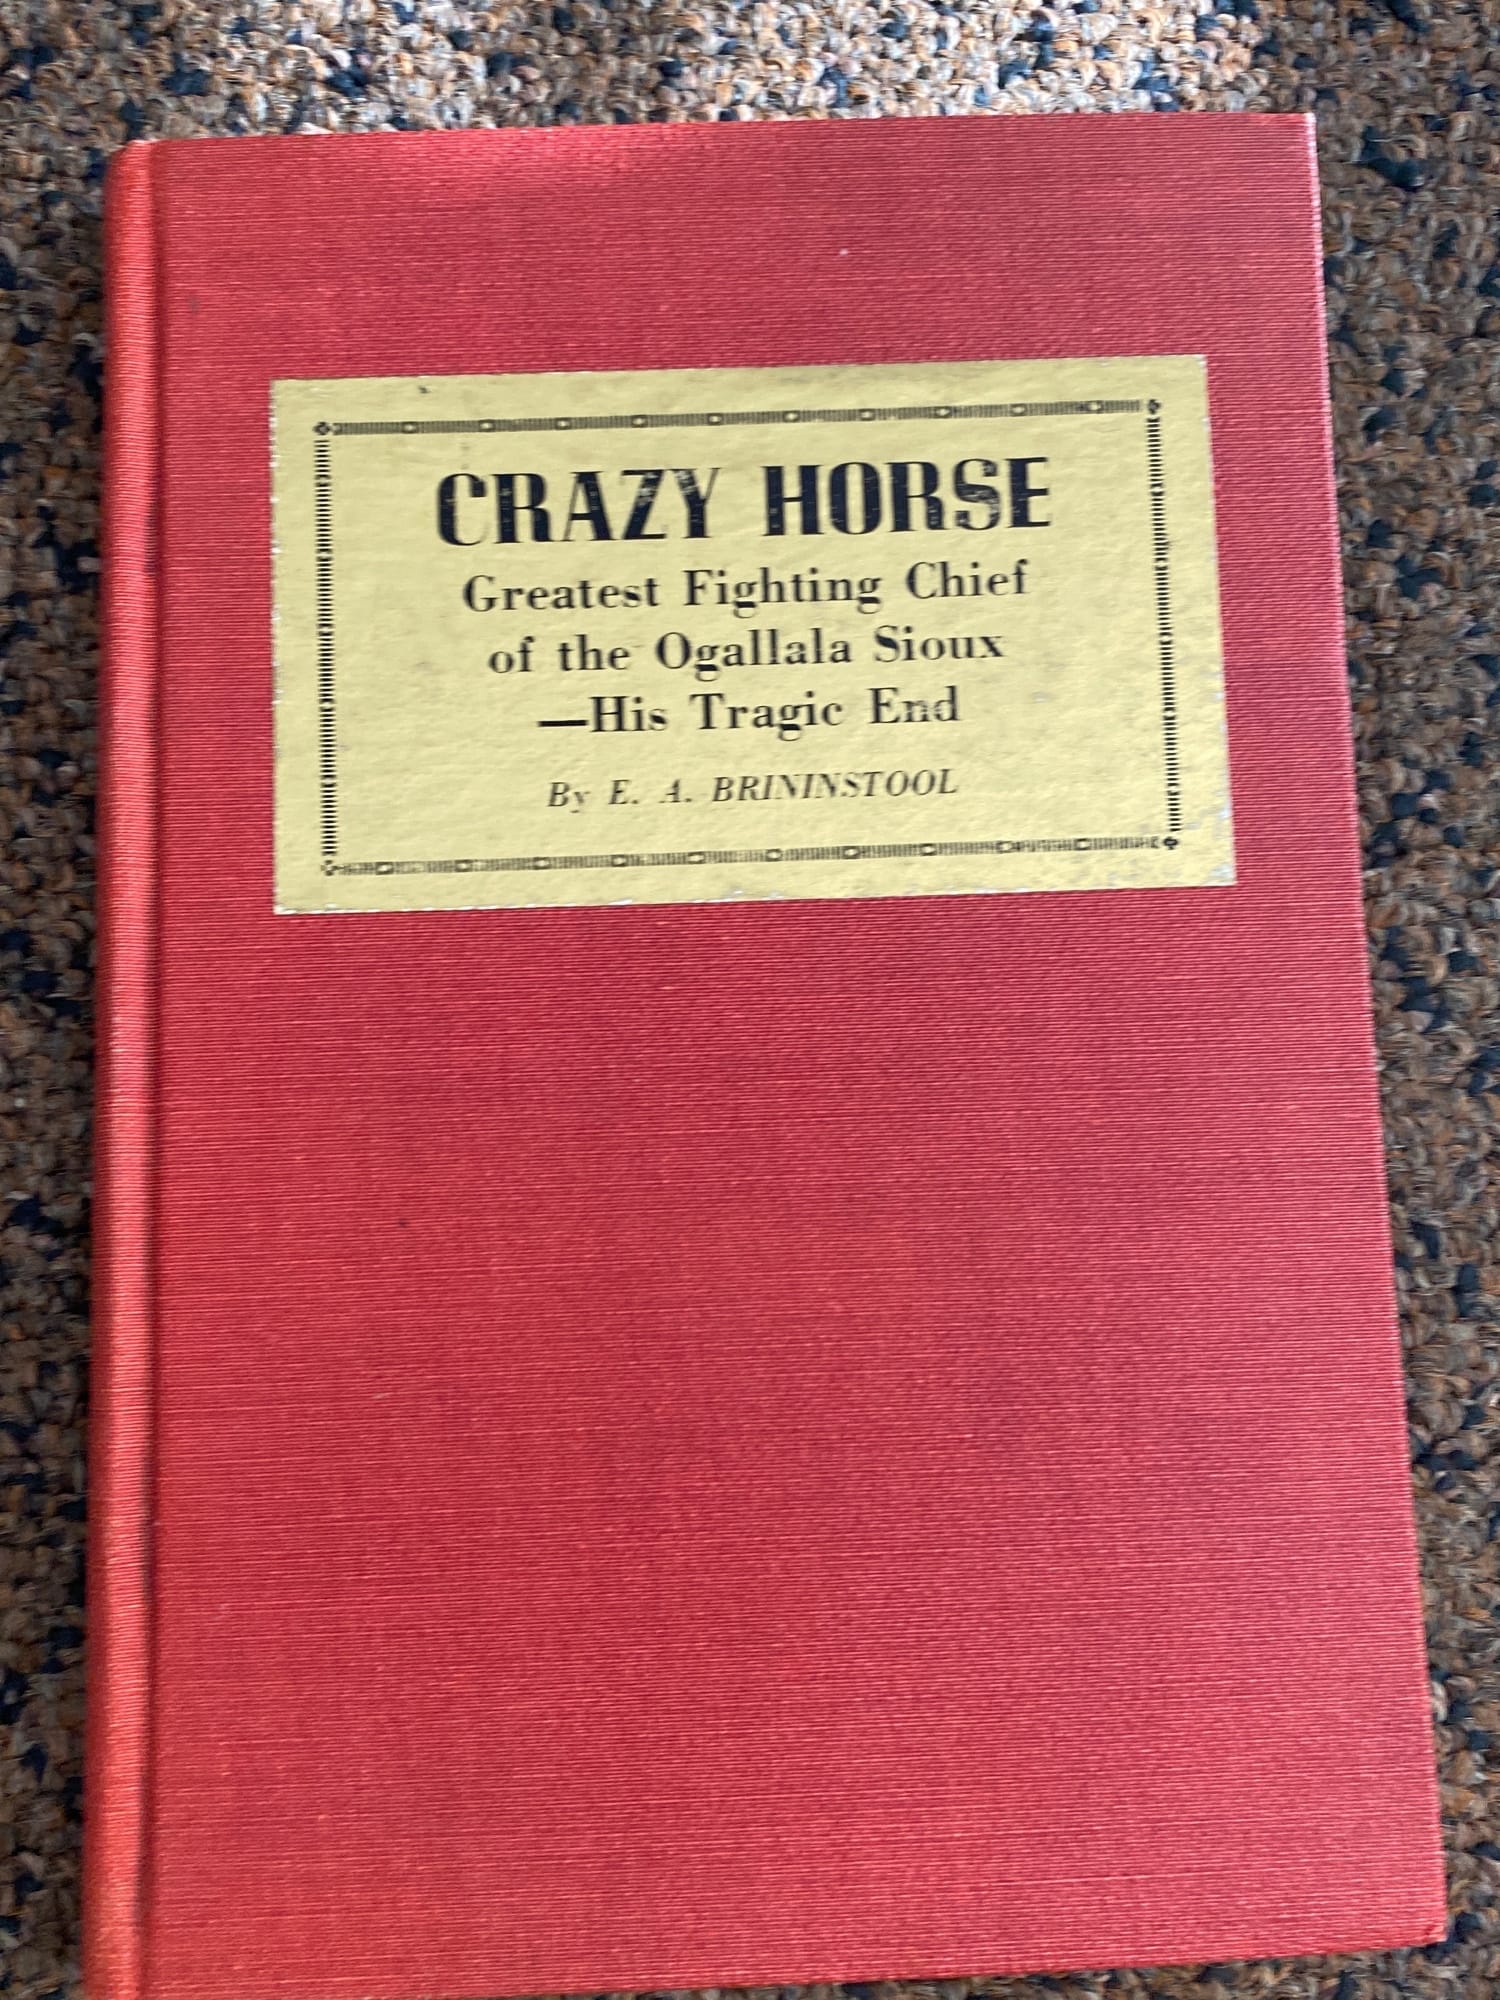 CRAZY HORSE
Greatest Fighting Chief
of the Ogallala Sioux
—His Tragic End
By E. A. BRININSTOOL